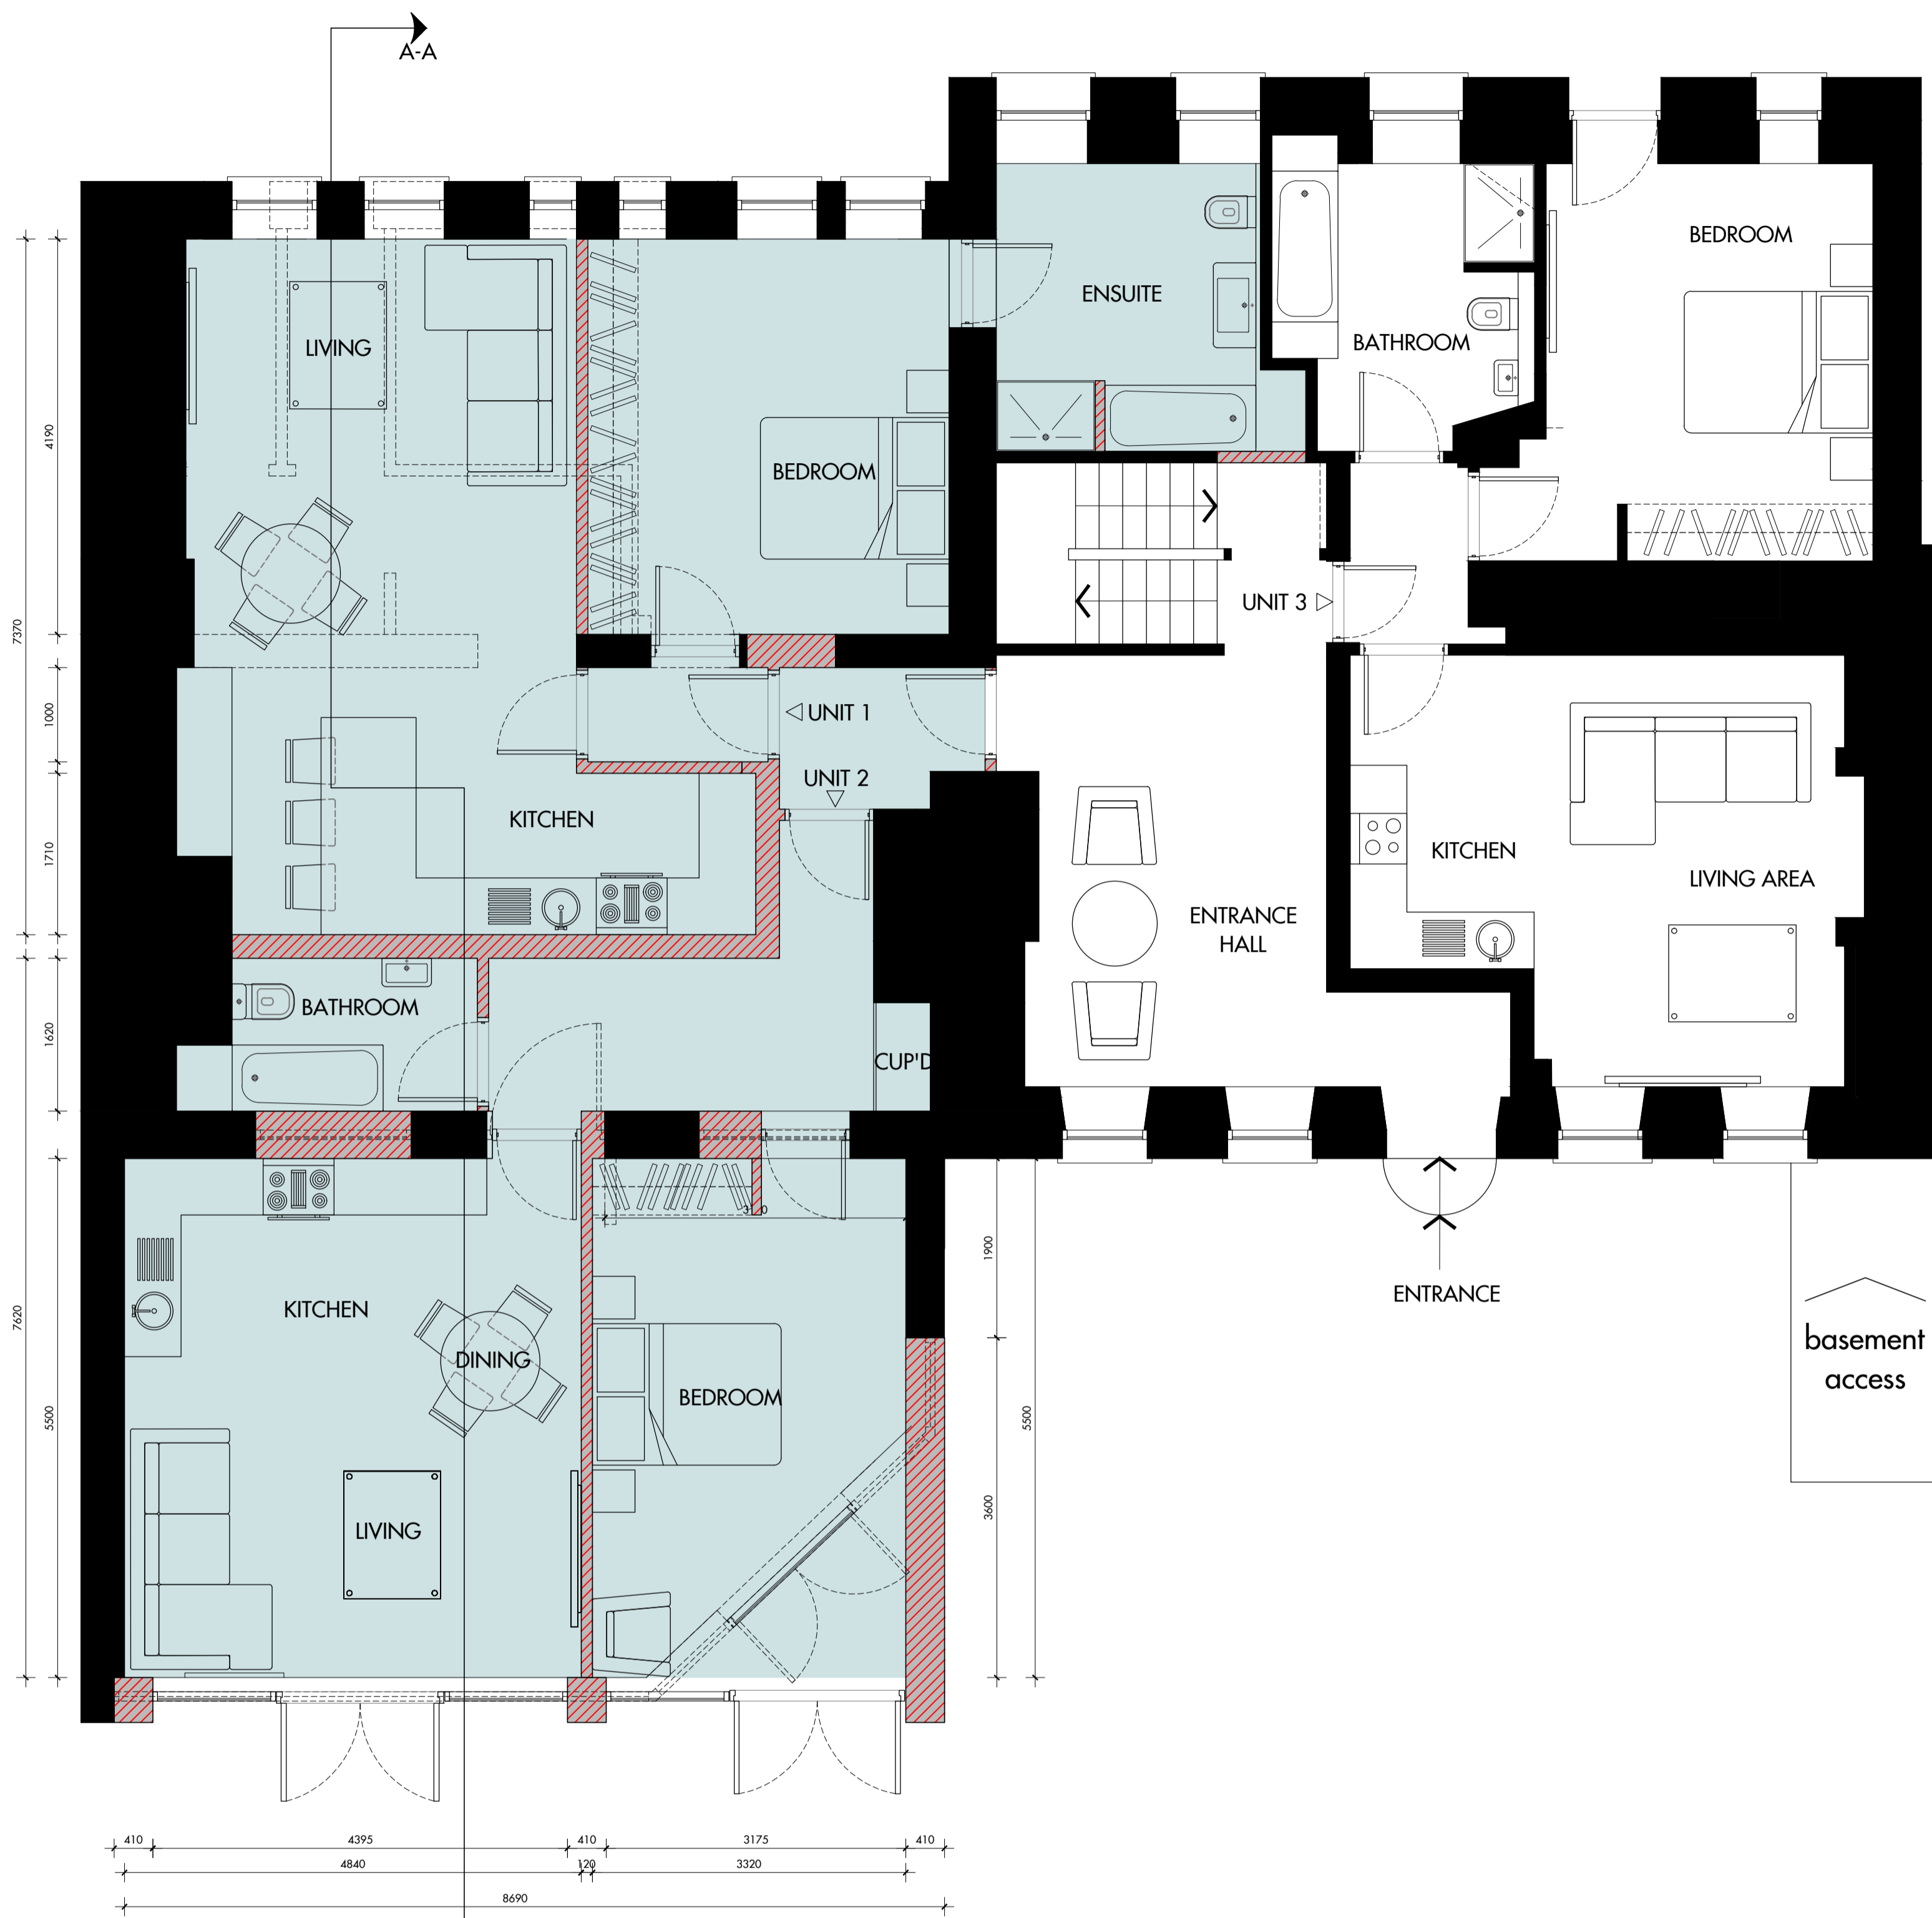 A-A
BEDROOM
ENSUITE
LIVING
BATHROOM
BEDROOM
4190
UNIT 3
7370
1000
UNIT 1
UNIT 2
KITCHEN
1710
KITCHEN
LIVING AREA
ENTRANCE
HALL
BATHROOM
1620
CUP'D
1900
ENTRANCE
KITCHEN
7620
DINING
basement
access
BEDROOM
5500
5500
3600
LIVING
410
4395
410
3175
410
4840
120
3320
8690